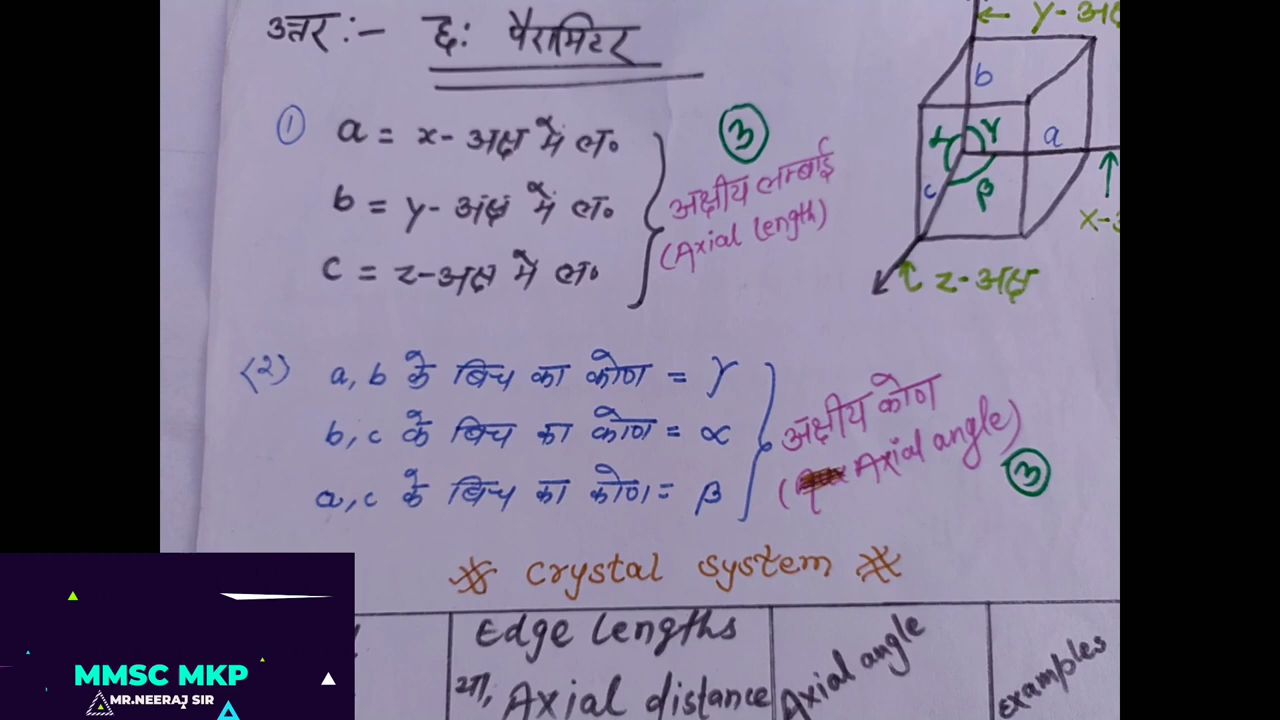 उत्तर :- छः पैरामिटर
① a = x-अक्ष में ल०
b = y-अक्ष में ल०
c = z-अक्ष में ल०
③
अक्षीय लम्बाई
(Axial length)
← y-
b
α γ a
c β
x-
z-अक्ष
(२) a, b के बिच का कोण = γ
b, c के बिच का कोण = α
a, c के बिच का कोण = β
अक्षीय कोण
(Axial angle)
③
※ Crystal system ※
Edge lengths
या, Axial distance
Axial angle
Examples
MMSC MKP
MR.NEERAJ SIR